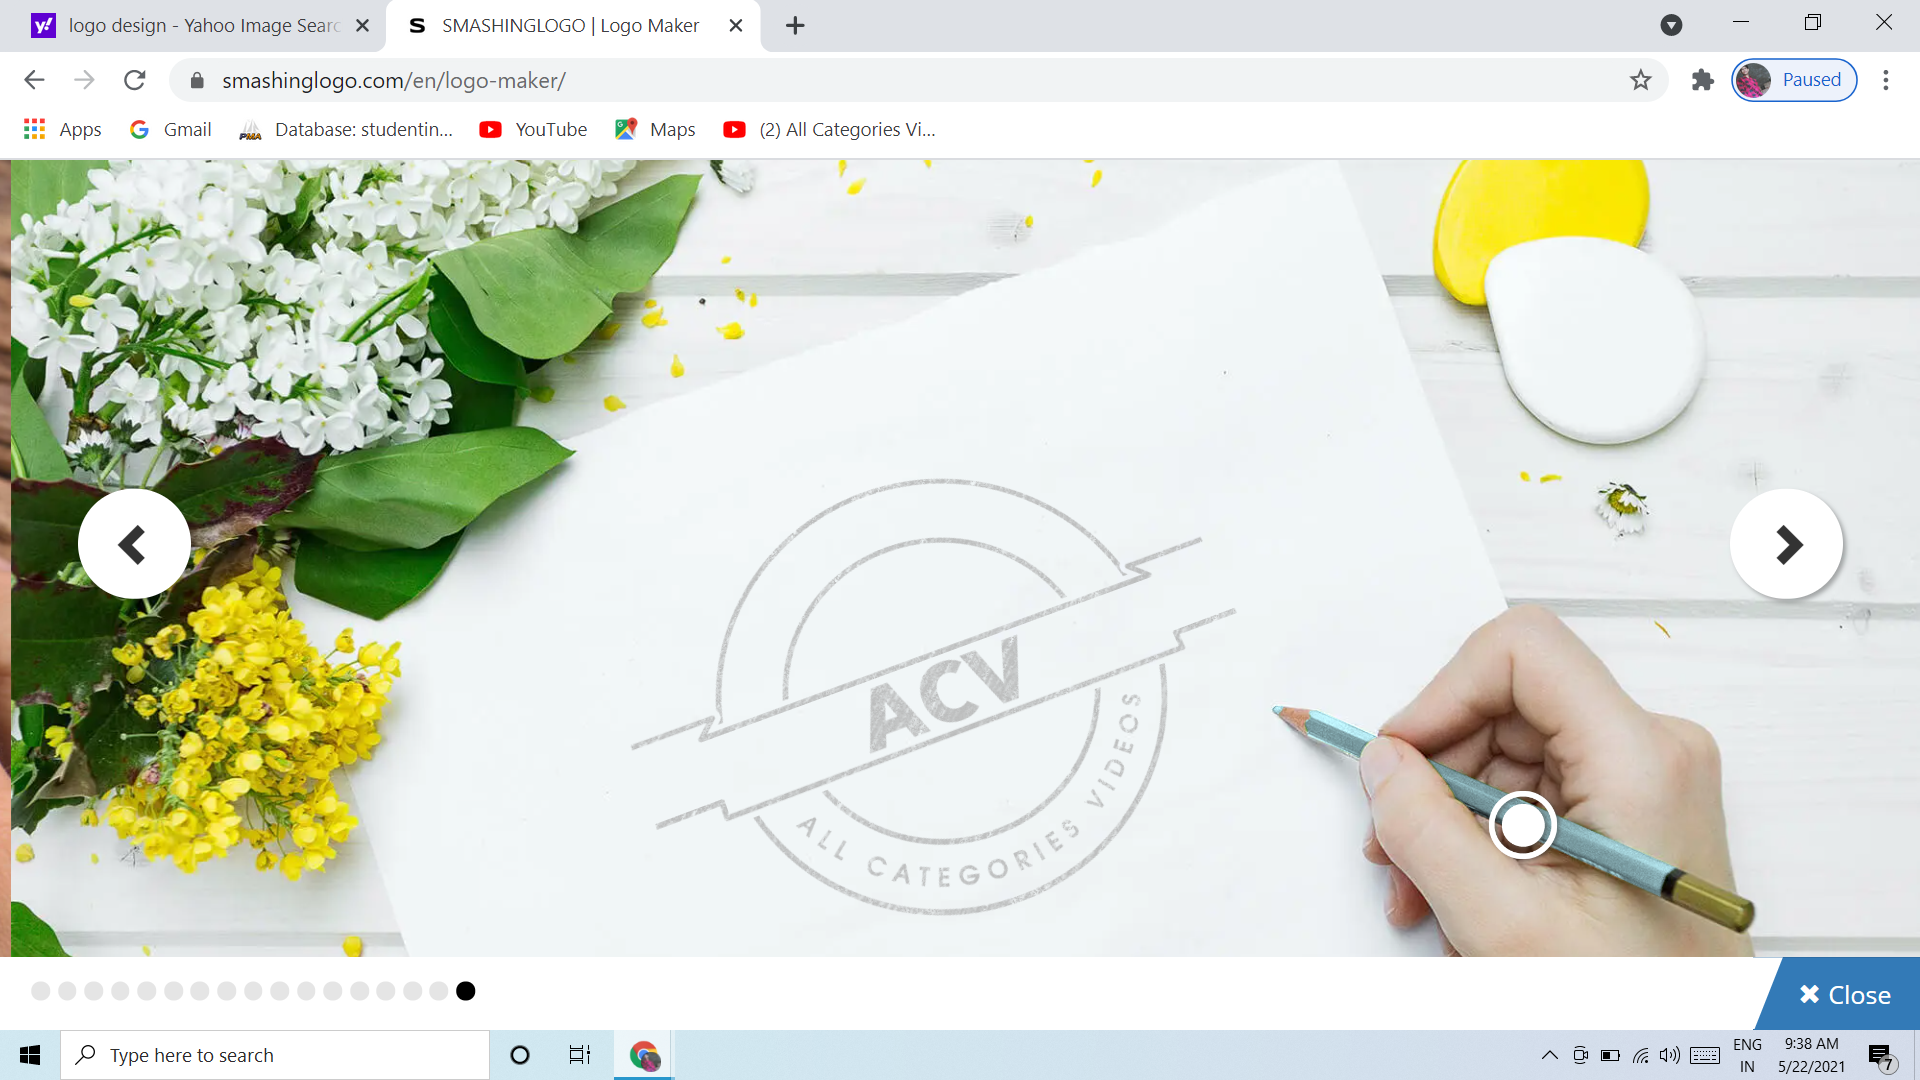 logo design - Yahoo Image Searc
S SMASHINGLOGO | Logo Maker
smashinglogo.com/en/logo-maker/
Paused
Apps
Gmail
PMA Database: studentin...
YouTube
Maps
(2) All Categories Vi...
ACV
ALL CATEGORIES VIDEOS
Close
Type here to search
ENG
IN
9:38 AM
5/22/2021
7